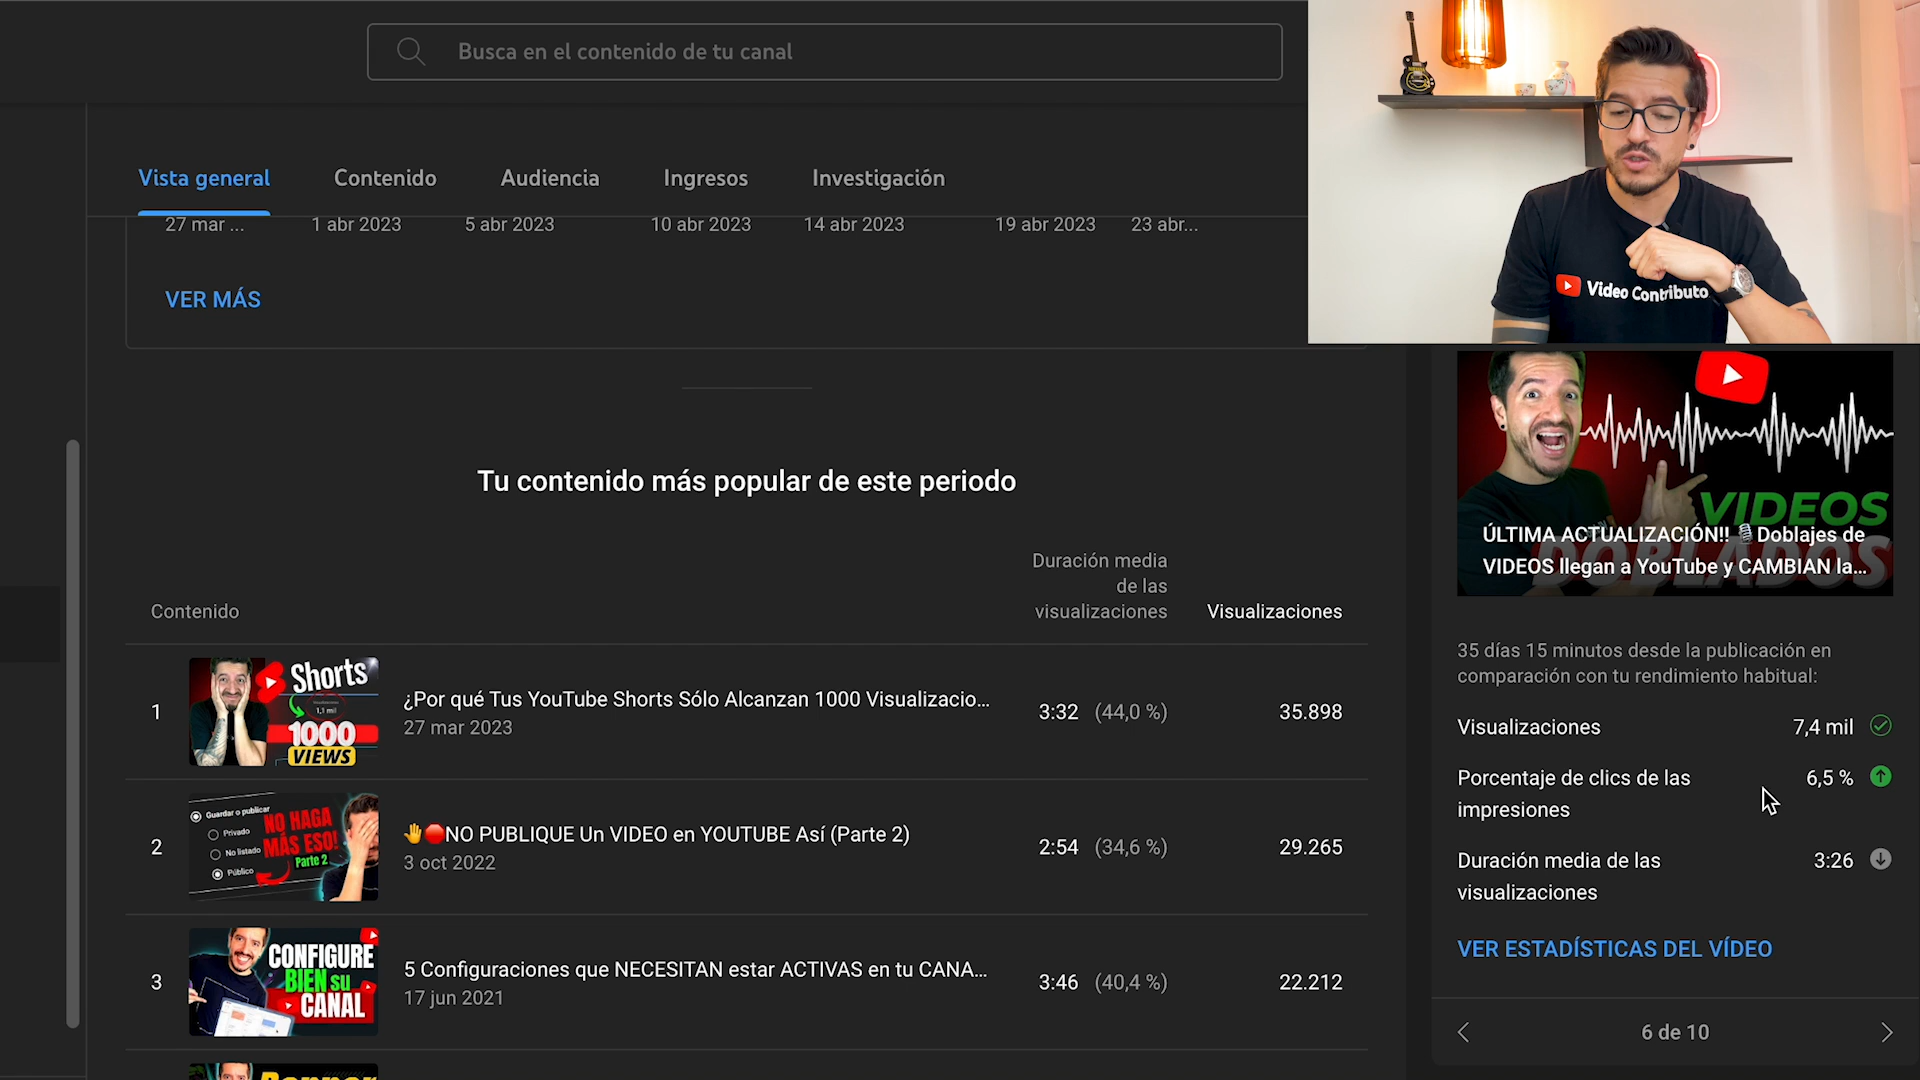 Busca en el contenido de tu canal
Vista general
Contenido
Audiencia
Ingresos
Investigación
27 mar ...
1 abr 2023
5 abr 2023
10 abr 2023
14 abr 2023
19 abr 2023
23 abr...
VER MÁS
Video Contributo
Tu contenido más popular de este periodo
Contenido
Duración media
de las
visualizaciones
Visualizaciones
1
Shorts
1,1 mil
1000
VIEWS
¿Por qué Tus YouTube Shorts Sólo Alcanzan 1000 Visualizacio...
27 mar 2023
3:32 (44,0 %)
35.898
2
Guardar o publicar
Privado
No listado
Público
NO HAGA
MÁS ESO!
Parte 2
🤚🛑NO PUBLIQUE Un VIDEO en YOUTUBE Así (Parte 2)
3 oct 2022
2:54 (34,6 %)
29.265
3
CONFIGURE
BIEN SU
CANAL
5 Configuraciones que NECESITAN estar ACTIVAS en tu CANA...
17 jun 2021
3:46 (40,4 %)
22.212
VIDEOS
DOBLADOS
ÚLTIMA ACTUALIZACIÓN!! 🎙️Doblajes de
VIDEOS llegan a YouTube y CAMBIAN la...
35 días 15 minutos desde la publicación en
comparación con tu rendimiento habitual:
Visualizaciones 7,4 mil
Porcentaje de clics de las
impresiones
6,5 %
Duración media de las
visualizaciones
3:26
VER ESTADÍSTICAS DEL VÍDEO
6 de 10